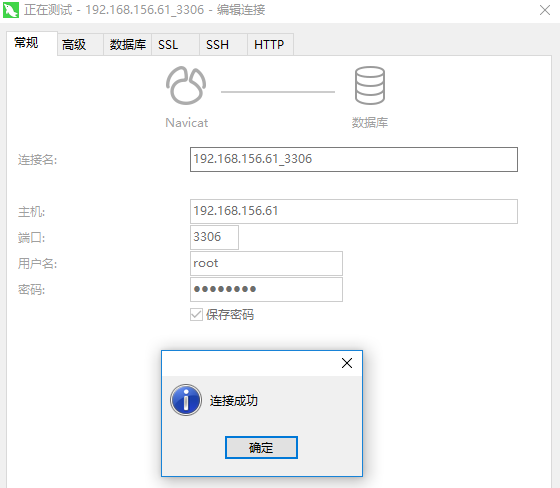 正在测试 - 192.168.156.61_3306 - 编辑连接
常规 高级 数据库 SSL SSH HTTP
Navicat 数据库
连接名: 192.168.156.61_3306
主机: 192.168.156.61
端口: 3306
用户名: root
密码: ●●●●●●●●
保存密码
连接成功
确定